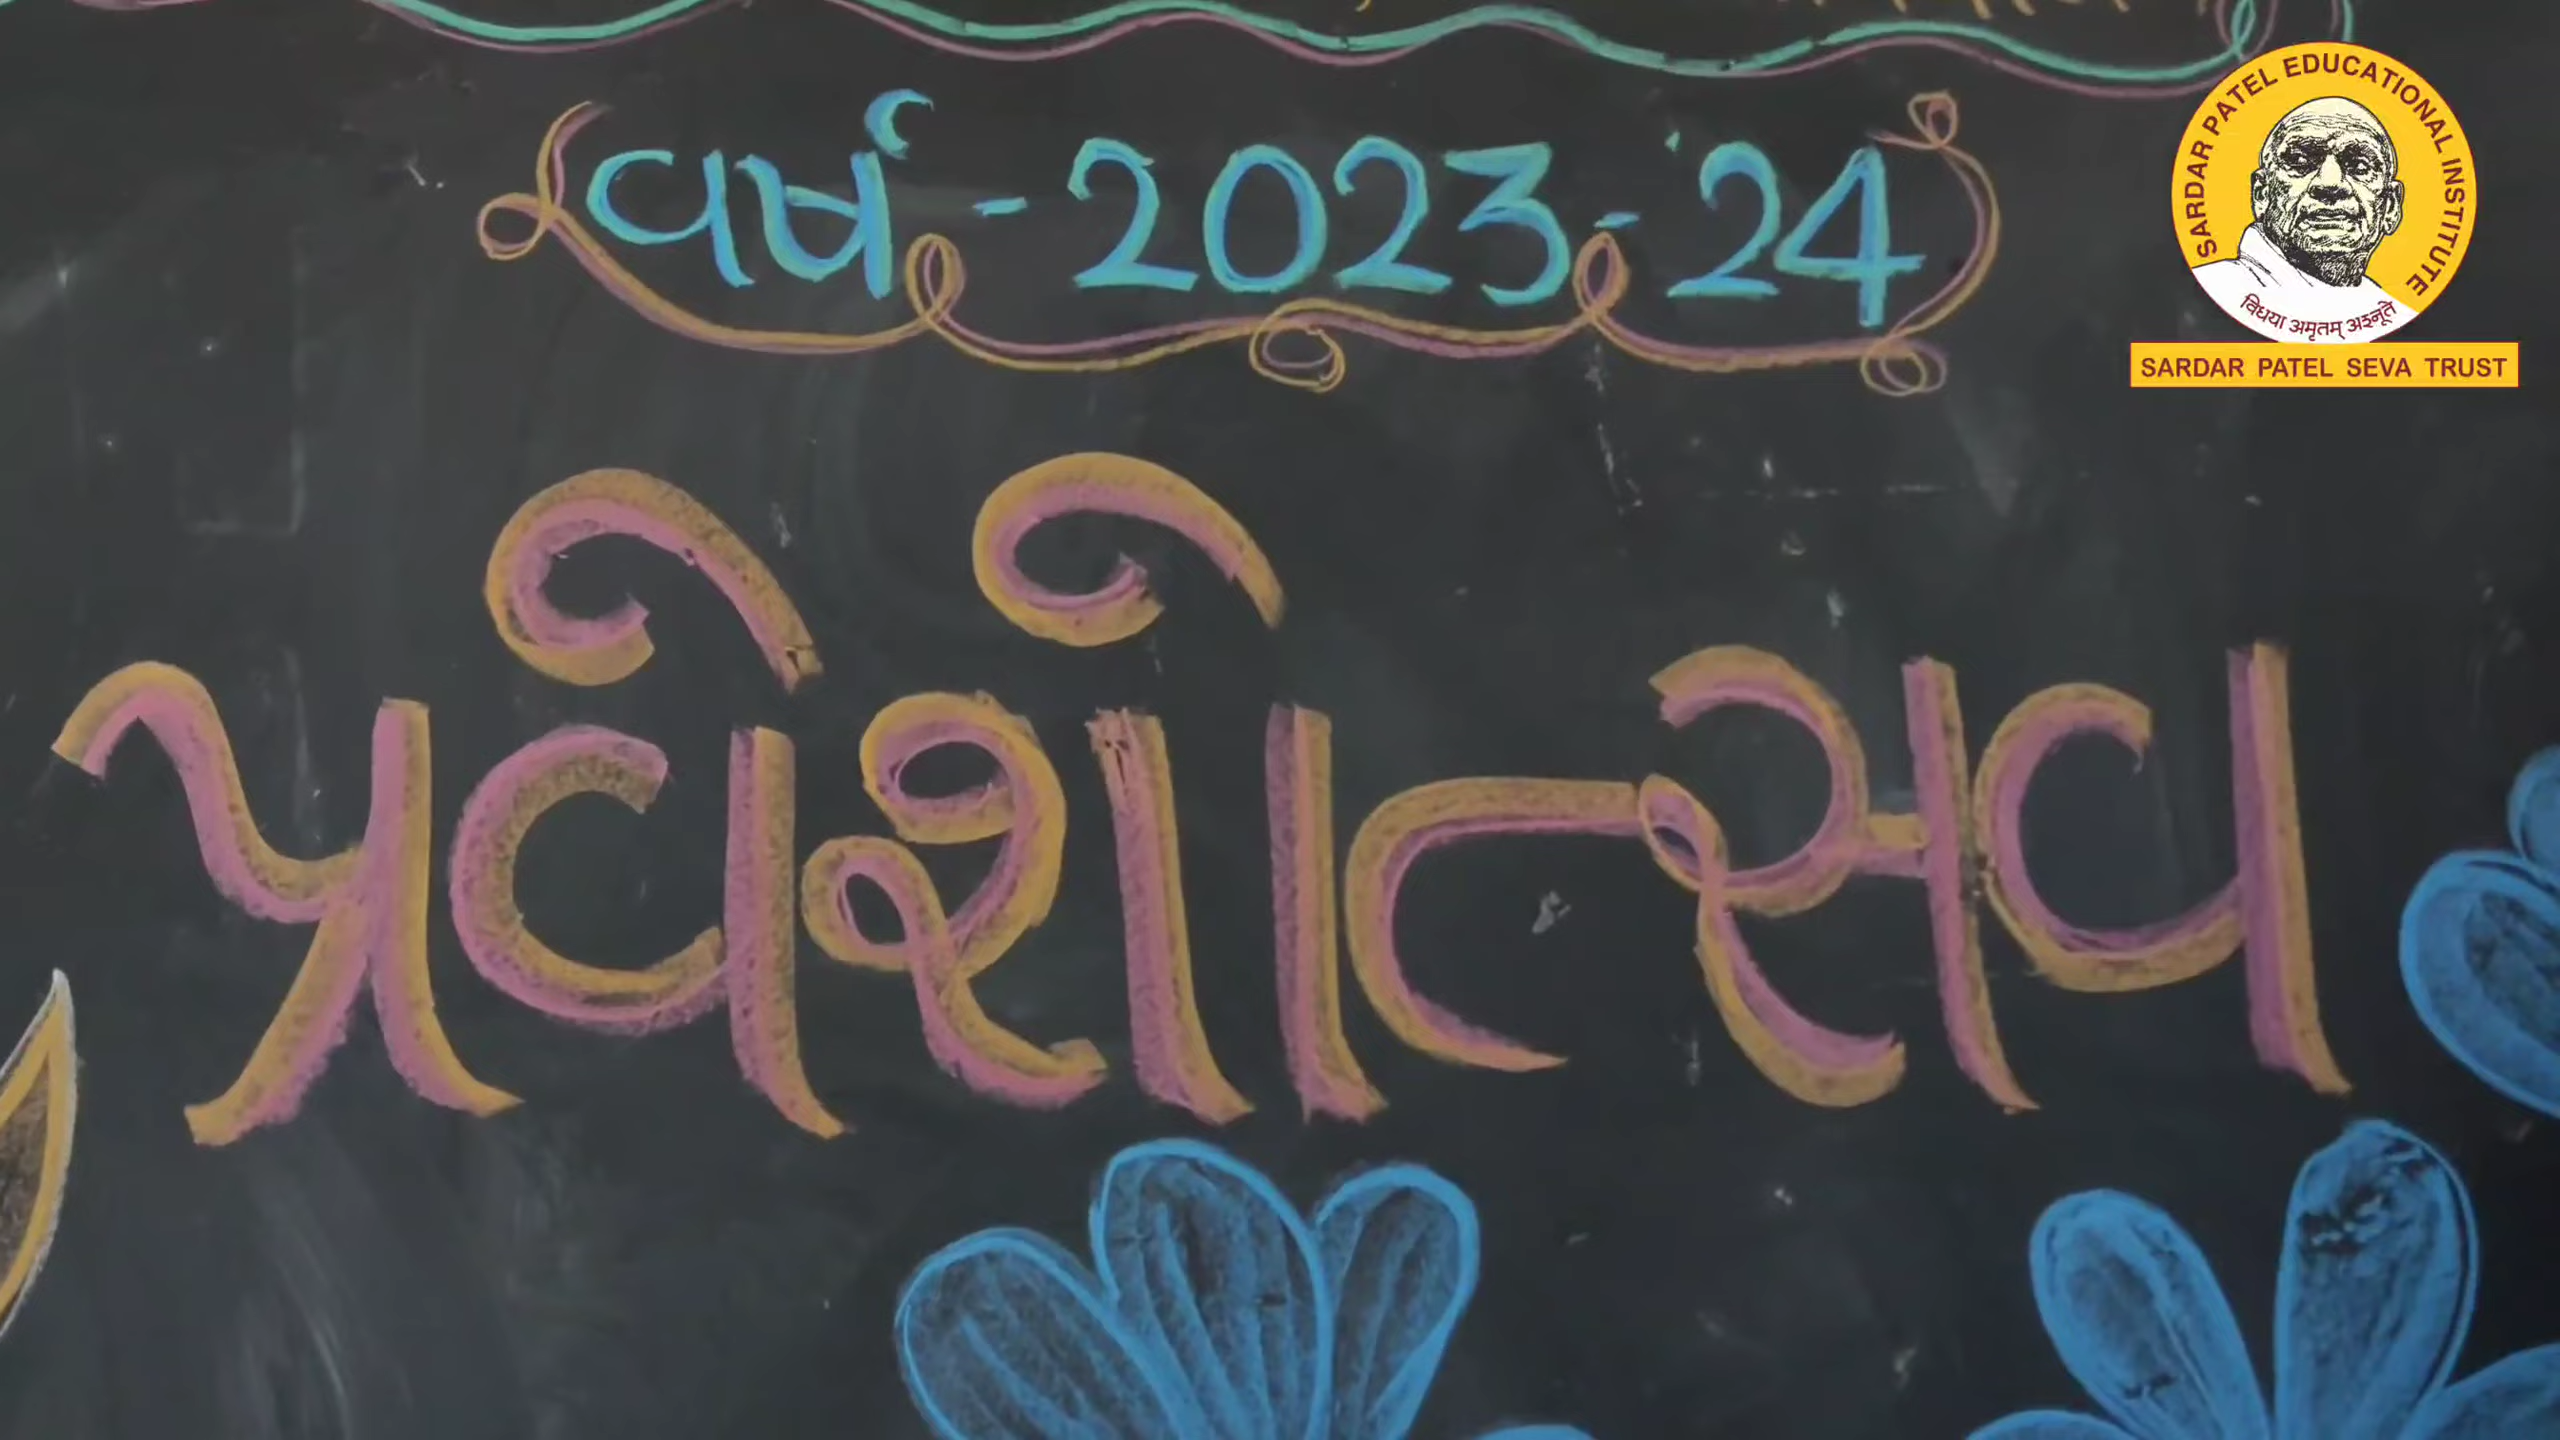 વર્ષ - 2023 - '24
SARDAR PATEL EDUCATIONAL INSTITUTE
विधया अमृतम् अश्नूते
SARDAR PATEL SEVA TRUST
પ્રવેશોત્સવ